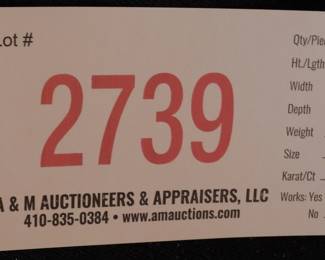 Lot #
2739
A & M AUCTIONEERS & APPRAISERS, LLC
410-835-0384 • www.amauctions.com
Qty/Pie
Ht./Lgth
Width
Depth
Weight
Size
Karat/Ct
Works: Yes
No